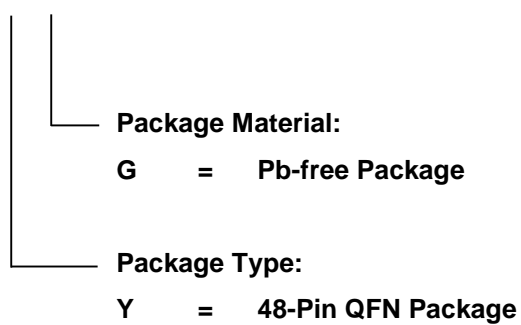 Package Material:
G = Pb-free Package
Package Type:
Y = 48-Pin QFN Package